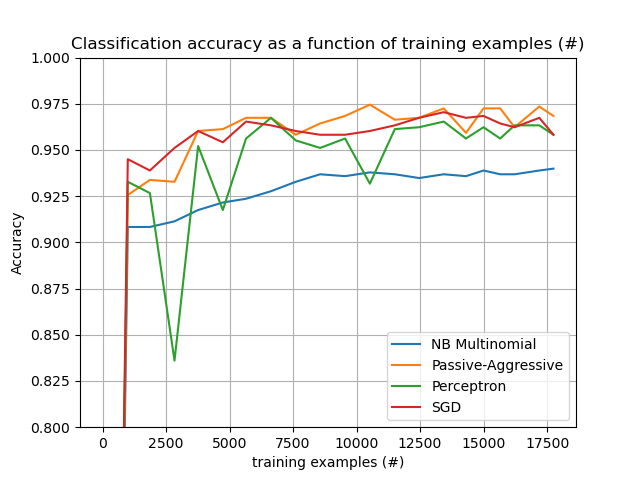 Classification accuracy as a function of training examples (#)
1.000
0.975
0.950
0.925
0.900
0.875
0.850
0.825
0.800
Accuracy
NB Multinomial
Passive-Aggressive
Perceptron
SGD
0 2500 5000 7500 10000 12500 15000 17500
training examples (#)